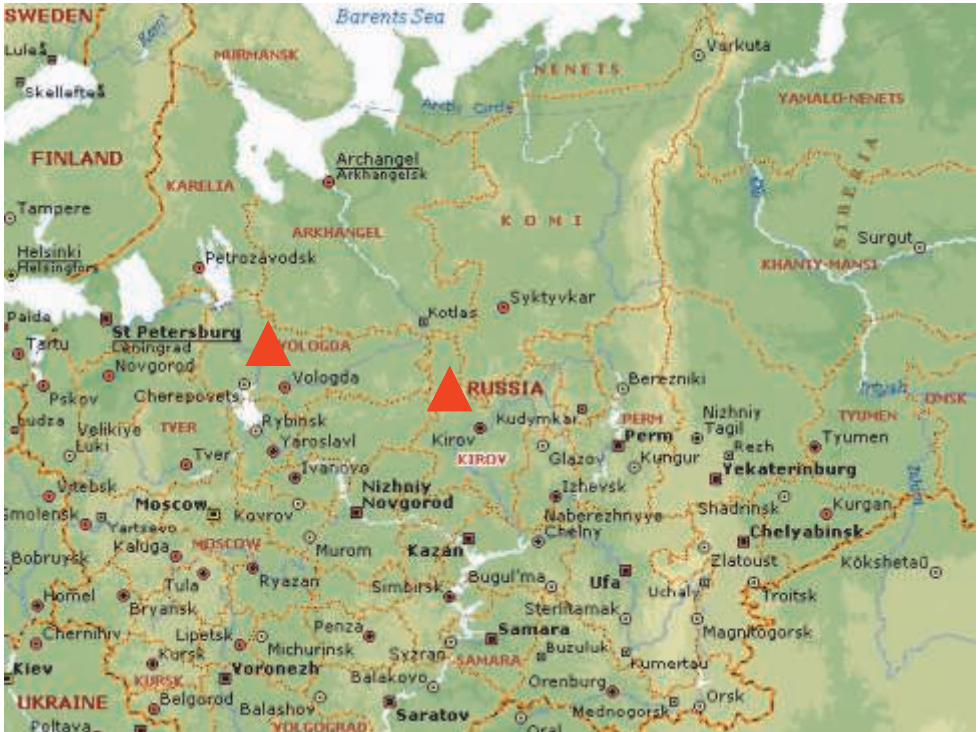 SWEDEN
Barents Sea
Luleå
Skellefteå
MURMANSK
NENETS
Vorkuta
YAMALO-NENETS
Arctic Circle
FINLAND
Archangel
Arkhangelsk
KARELIA
SIBERIA
Tampere
ARKHANGEL
KOMI
Surgut
Helsinki
Helsingfors
Petrozavodsk
KHANTY-MANSI
Syktyvkar
Kotlas
Paida
St Petersburg
Leningrad
Tartu
VOLOGDA
Novgorod
Vologda
RUSSIA
Berezniki
Irtysh
OMSK
Pskov
Cherepovets
Ludza
Velikiye
Luki
TVER
Rybinsk
Kudymkar
PERM
Nizhniy
Tagil
TYUMEN
Yaroslavl
Kirov
Perm
Rezh
Tyumen
Tver
KIROV
Glazov
Kungur
Ivanovo
Yekaterinburg
Vitebsk
Moscow
Nizhniy
Novgorod
Izhevsk
Shadrinsk
Kurgan
Smolensk
Yartsevo
Kovrov
Naberezhnyye
Chelny
Chelyabinsk
Kaluga
MOSCOW
Murom
Kazan
Zlatoust
Bobruysk
Tula
Ryazan
Simbirsk
Bugul'ma
Ufa
Uchaly
Troitsk
Kökshetaū
Homel
Bryansk
Sterlitamak
Chernihiv
Lipetsk
Penza
Samara
Magnitogorsk
Michurinsk
Kursk
Syzran
Buzuluk
Kumertau
Kiev
Voronezh
SAMARA
KURSK
Balakovo
Orenburg
Orsk
UKRAINE
Belgorod
Balashov
Saratov
Mednogorsk
Poltava
VOLGOGRAD
Oral